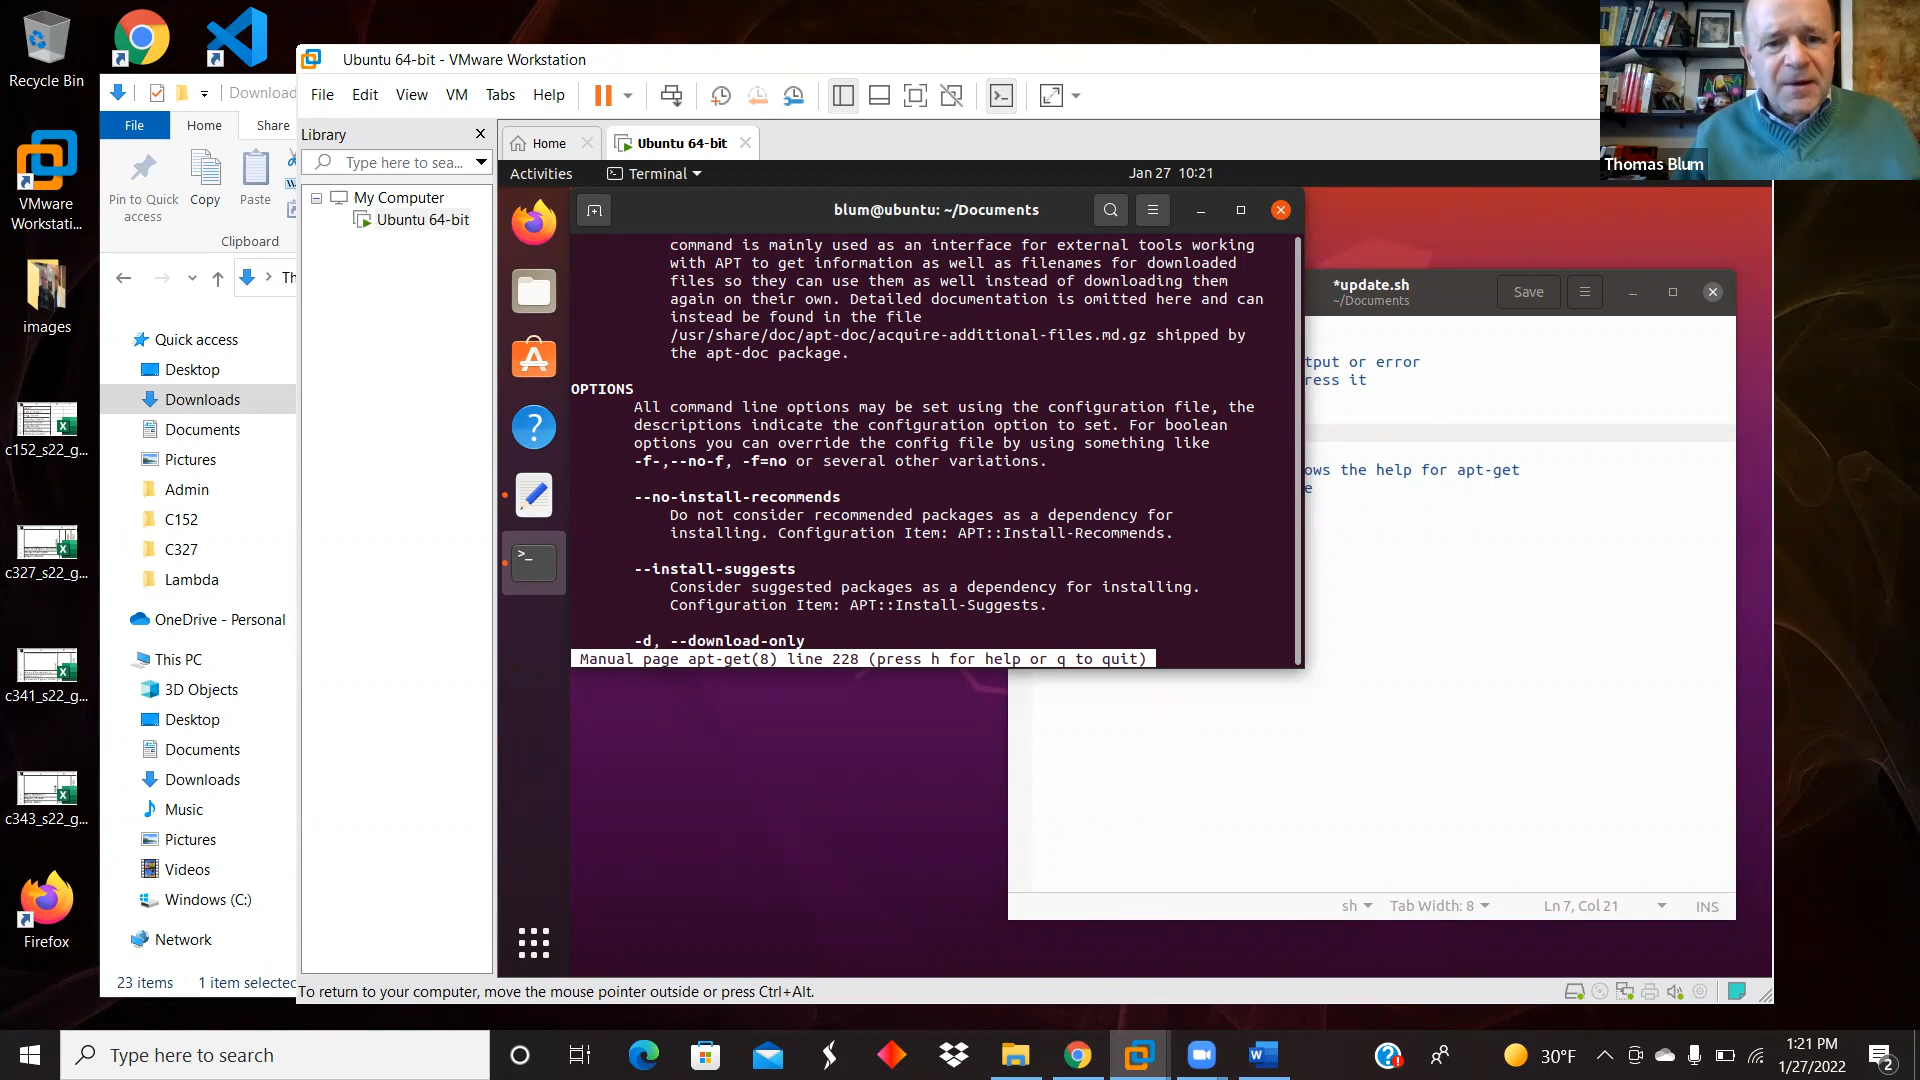 Recycle Bin
VMware
Workstati...
images
c152_s22_g...
c327_s22_g...
c341_s22_g...
c343_s22_g...
Firefox
Download
File
Home
Share
Pin to Quick
access
Copy
Paste
Clipboard
Th
Quick access
Desktop
Downloads
Documents
Pictures
Admin
C152
C327
Lambda
OneDrive - Personal
This PC
3D Objects
Desktop
Documents
Downloads
Music
Pictures
Videos
Windows (C:)
Network
23 items
1 item selected
Ubuntu 64-bit - VMware Workstation
File Edit View VM Tabs Help
Library
Type here to sea...
My Computer
Ubuntu 64-bit
Home
Ubuntu 64-bit
Activities
Terminal
Jan 27 10:21
blum@ubuntu: ~/Documents
command is mainly used as an interface for external tools working
with APT to get information as well as filenames for downloaded
files so they can use them as well instead of downloading them
again on their own. Detailed documentation is omitted here and can
instead be found in the file
/usr/share/doc/apt-doc/acquire-additional-files.md.gz shipped by
the apt-doc package.
OPTIONS
All command line options may be set using the configuration file, the
descriptions indicate the configuration option to set. For boolean
options you can override the config file by using something like
-f-,--no-f, -f=no or several other variations.
--no-install-recommends
Do not consider recommended packages as a dependency for
installing. Configuration Item: APT::Install-Recommends.
--install-suggests
Consider suggested packages as a dependency for installing.
Configuration Item: APT::Install-Suggests.
-d, --download-only
Manual page apt-get(8) line 228 (press h for help or q to quit)
*update.sh
~/Documents
Save
tput or error
ress it
ows the help for apt-get
e
sh
Tab Width: 8
Ln 7, Col 21
INS
To return to your computer, move the mouse pointer outside or press Ctrl+Alt.
Thomas Blum
Type here to search
30°F
1:21 PM
1/27/2022
2